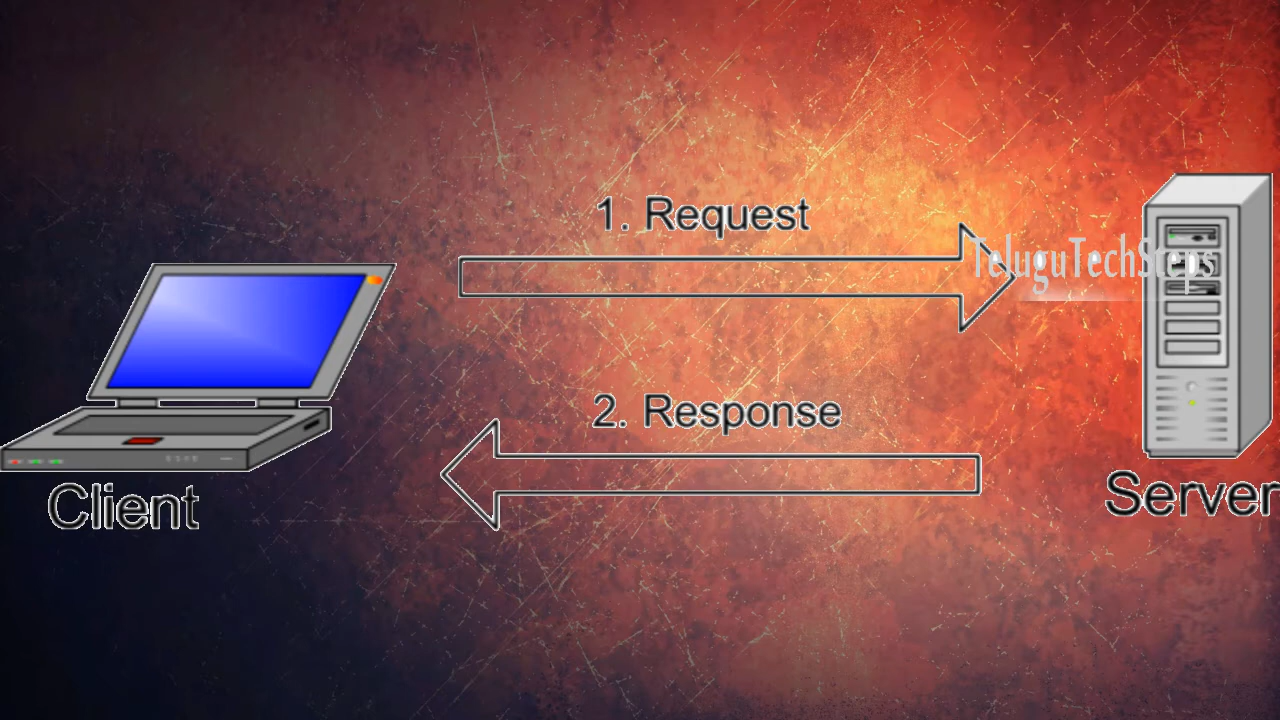 1. Request
TeluguTechSteps
2. Response
Client
Server